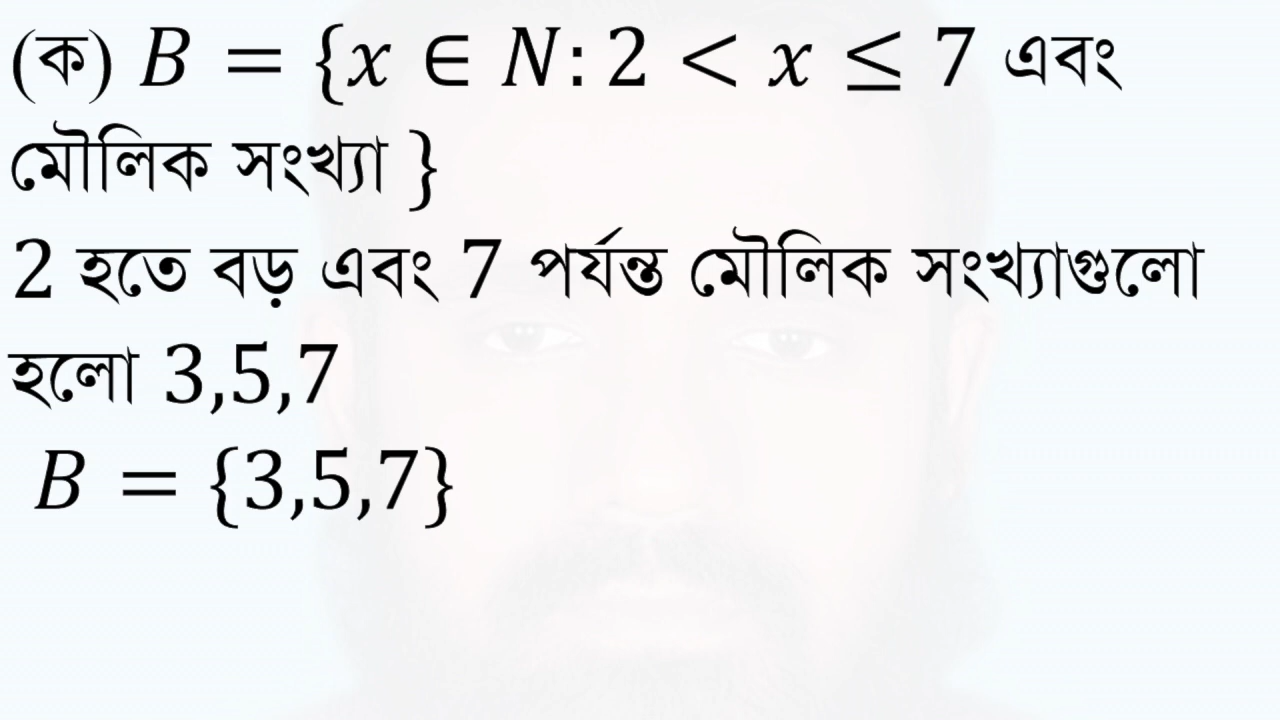 (ক) B = {x ∈ N: 2 < x ≤ 7 এবং
মৌলিক সংখ্যা }
2 হতে বড় এবং 7 পর্যন্ত মৌলিক সংখ্যাগুলো
হলো 3,5,7
B = {3,5,7}